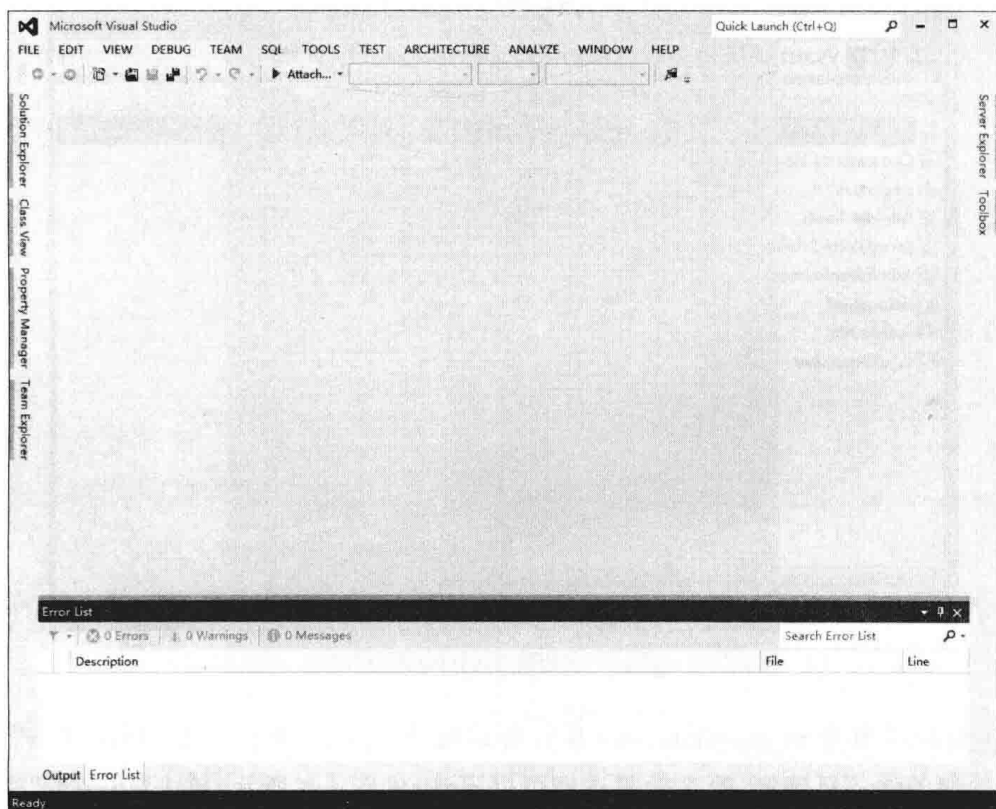 Microsoft Visual Studio
Quick Launch (Ctrl+Q)
FILE EDIT VIEW DEBUG TEAM SQL TOOLS TEST ARCHITECTURE ANALYZE WINDOW HELP
Attach...
Solution Explorer
Class View
Property Manager
Team Explorer
Server Explorer
Toolbox
Error List
0 Errors 0 Warnings 0 Messages
Search Error List
Description File Line
Output Error List
Ready